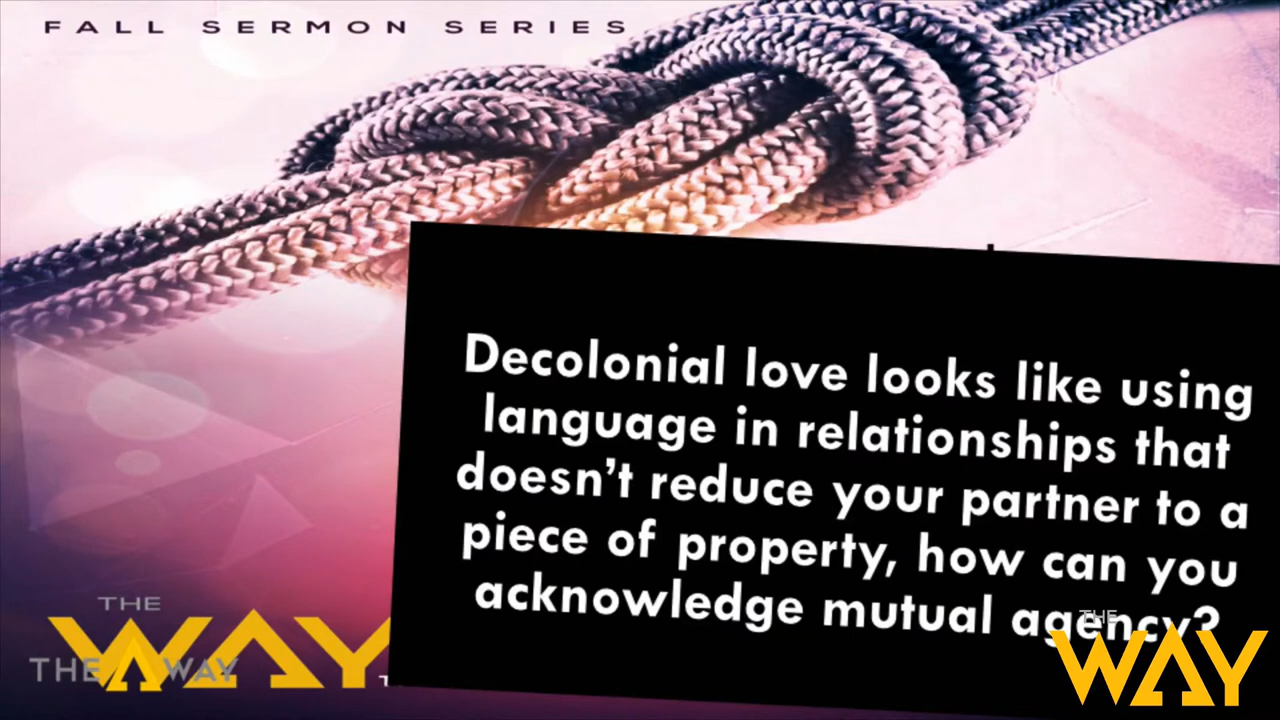 FALL SERMON SERIES
Decolonial love looks like using
language in relationships that
doesn't reduce your partner to a
piece of property, how can you
acknowledge mutual agency?
THE
WAY
THE WAY
THE
WAY